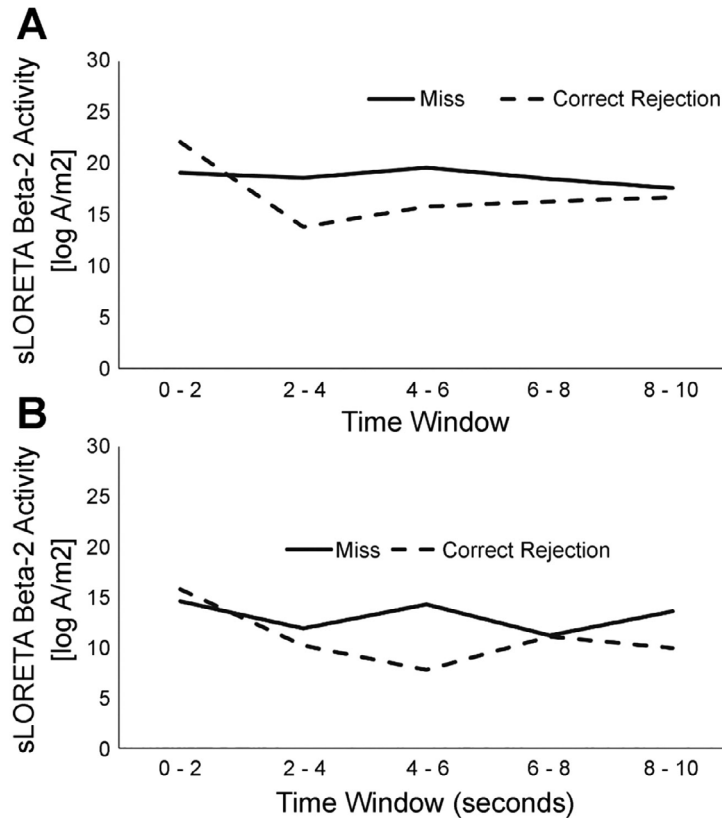 A
sLORETA Beta-2 Activity
[log A/m2]
30
25
20
15
10
5
0
Miss
Correct Rejection
0 - 2
2 - 4
4 - 6
6 - 8
8 - 10
Time Window
B
sLORETA Beta-2 Activity
[log A/m2]
30
25
20
15
10
5
0
Miss
Correct Rejection
0 - 2
2 - 4
4 - 6
6 - 8
8 - 10
Time Window (seconds)